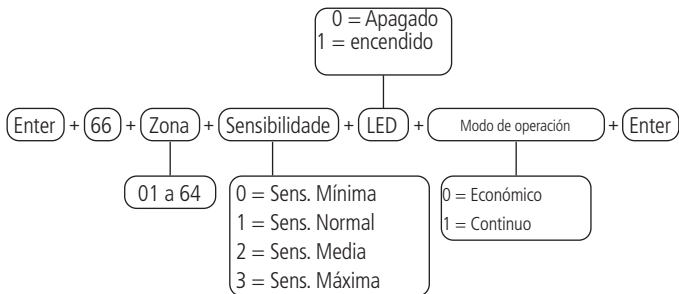 0 = Apagado
1 = encendido
Enter + 66 + Zona + Sensibilidade + LED + Modo de operación + Enter
01 a 64
0 = Sens. Mínima
1 = Sens. Normal
2 = Sens. Media
3 = Sens. Máxima
0 = Económico
1 = Continuo